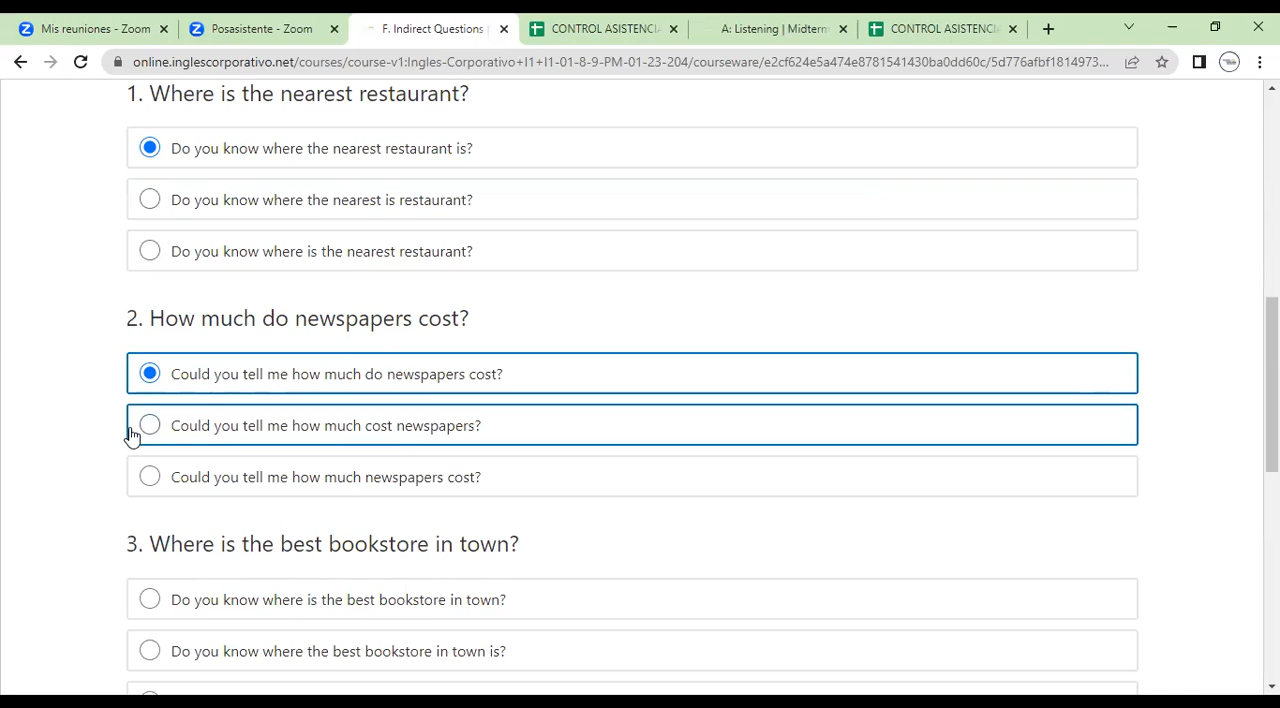 Mis reuniones - Zoom
Posasistente - Zoom
F. Indirect Questions
CONTROL ASISTENCIA
A: Listening | Midterm
CONTROL ASISTENCIA
online.inglescorporativo.net/courses/course-v1:Ingles-Corporativo+I1+I1-01-8-9-PM-01-23-204/courseware/e2cf624e5a474e8781541430ba0dd60c/5d776afbf1814973...
1. Where is the nearest restaurant?
Do you know where the nearest restaurant is?
Do you know where the nearest is restaurant?
Do you know where is the nearest restaurant?
2. How much do newspapers cost?
Could you tell me how much do newspapers cost?
Could you tell me how much cost newspapers?
Could you tell me how much newspapers cost?
3. Where is the best bookstore in town?
Do you know where is the best bookstore in town?
Do you know where the best bookstore in town is?